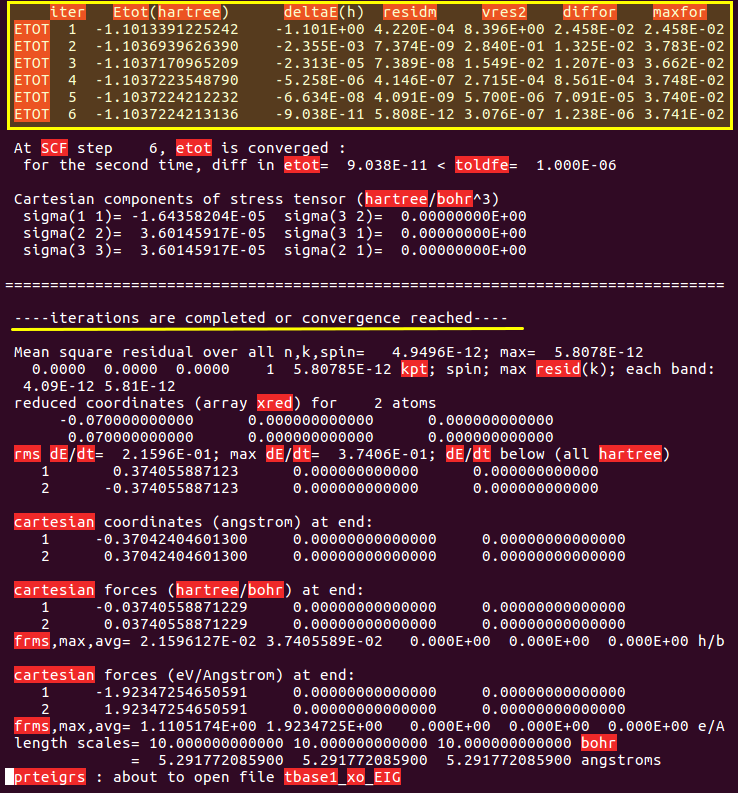 iter Etot(hartree) deltaE(h) residm vres2 diffor maxfor
ETOT 1 -1.1013391225242 -1.101E+00 4.220E-04 8.396E+00 2.458E-02 2.458E-02
ETOT 2 -1.1036939626390 -2.355E-03 7.374E-09 2.840E-01 1.325E-02 3.783E-02
ETOT 3 -1.1037170965209 -2.313E-05 7.389E-08 1.549E-02 1.207E-03 3.662E-02
ETOT 4 -1.1037223548790 -5.258E-06 4.146E-07 2.715E-04 8.561E-04 3.748E-02
ETOT 5 -1.1037224212232 -6.634E-08 4.091E-09 5.700E-06 7.091E-05 3.740E-02
ETOT 6 -1.1037224213136 -9.038E-11 5.808E-12 3.076E-07 1.238E-06 3.741E-02
At SCF step 6, etot is converged :
for the second time, diff in etot= 9.038E-11 < toldfe= 1.000E-06
Cartesian components of stress tensor (hartree/bohr^3)
sigma(1 1)= -1.64358204E-05 sigma(3 2)= 0.00000000E+00
sigma(2 2)= 3.60145917E-05 sigma(3 1)= 0.00000000E+00
sigma(3 3)= 3.60145917E-05 sigma(2 1)= 0.00000000E+00
================================================================================
----iterations are completed or convergence reached----
Mean square residual over all n,k,spin= 4.9496E-12; max= 5.8078E-12
0.0000 0.0000 0.0000 1 5.80785E-12 kpt; spin; max resid(k); each band:
4.09E-12 5.81E-12
reduced coordinates (array xred) for 2 atoms
-0.070000000000 0.000000000000 0.000000000000
0.070000000000 0.000000000000 0.000000000000
rms dE/dt= 2.1596E-01; max dE/dt= 3.7406E-01; dE/dt below (all hartree)
1 0.374055887123 0.000000000000 0.000000000000
2 -0.374055887123 0.000000000000 0.000000000000
cartesian coordinates (angstrom) at end:
1 -0.37042404601300 0.00000000000000 0.00000000000000
2 0.37042404601300 0.00000000000000 0.00000000000000
cartesian forces (hartree/bohr) at end:
1 -0.03740558871229 0.00000000000000 0.00000000000000
2 0.03740558871229 0.00000000000000 0.00000000000000
frms,max,avg= 2.1596127E-02 3.7405589E-02 0.000E+00 0.000E+00 0.000E+00 h/b
cartesian forces (eV/Angstrom) at end:
1 -1.92347254650591 0.00000000000000 0.00000000000000
2 1.92347254650591 0.00000000000000 0.00000000000000
frms,max,avg= 1.1105174E+00 1.9234725E+00 0.000E+00 0.000E+00 0.000E+00 e/A
length scales= 10.000000000000 10.000000000000 10.000000000000 bohr
= 5.291772085900 5.291772085900 5.291772085900 angstroms
prteigrs : about to open file tbase1_xo_EIG